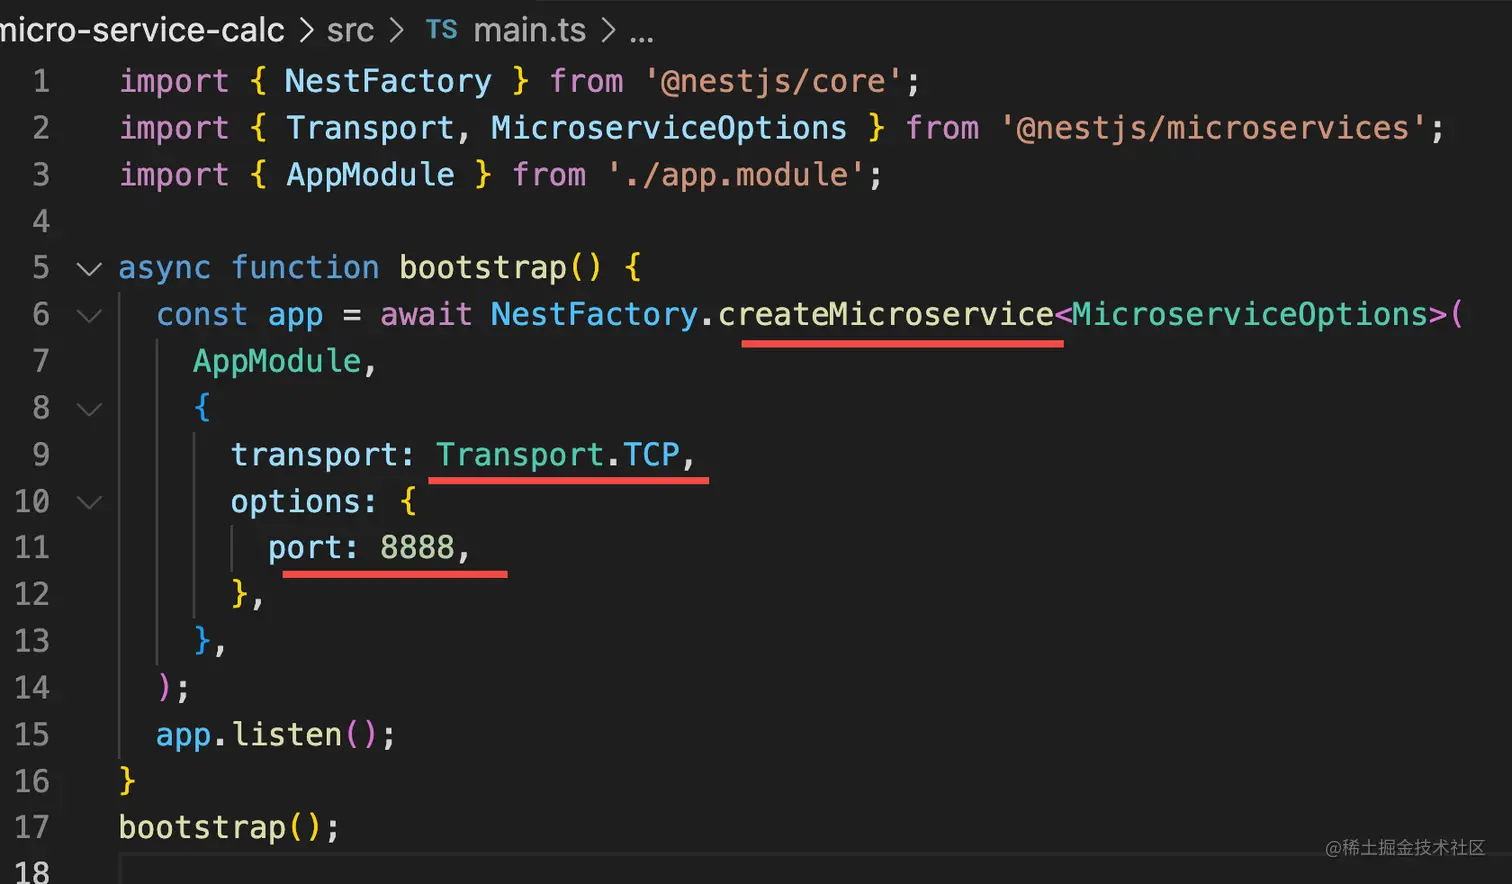 micro-service-calc > src > TS main.ts > ...
1 import { NestFactory } from '@nestjs/core';
2 import { Transport, MicroserviceOptions } from '@nestjs/microservices';
3 import { AppModule } from './app.module';
4
5 async function bootstrap() {
6 const app = await NestFactory.createMicroservice<MicroserviceOptions>(
7 AppModule,
8 {
9 transport: Transport.TCP,
10 options: {
11 port: 8888,
12 },
13 },
14 );
15 app.listen();
16 }
17 bootstrap();
18
@稀土掘金技术社区